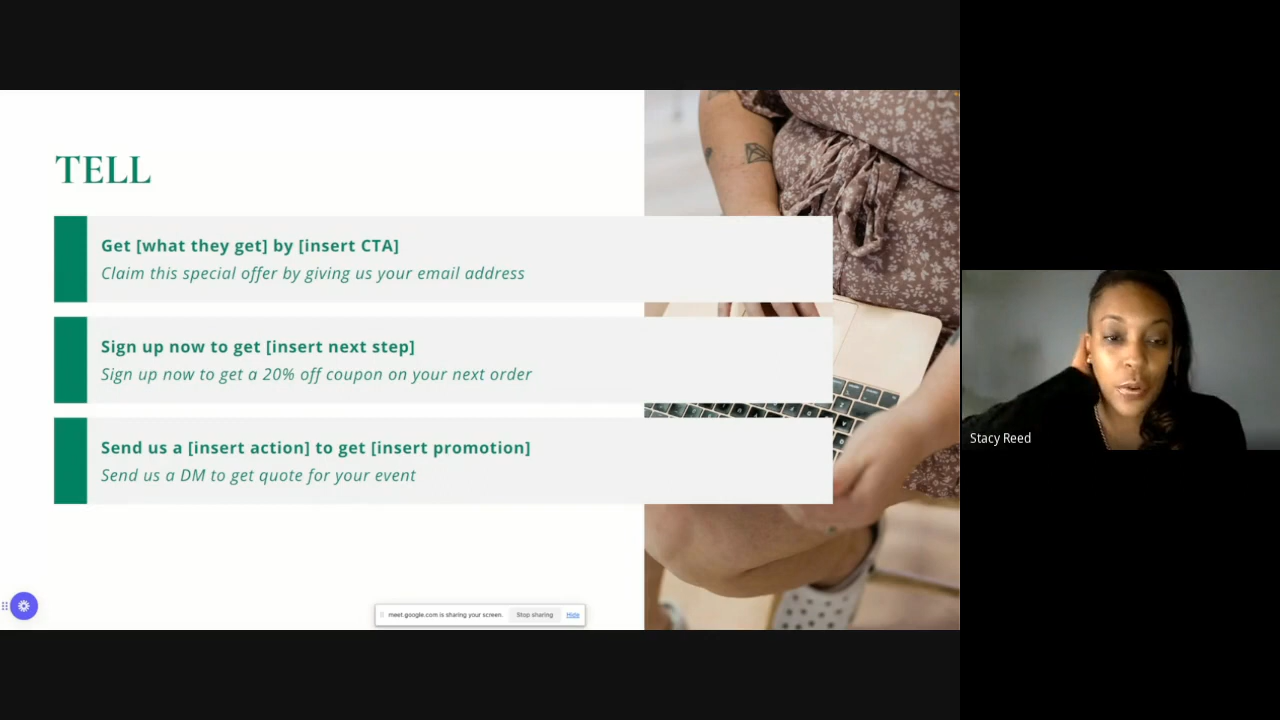 TELL
Get [what they get] by [insert CTA]
Claim this special offer by giving us your email address
Sign up now to get [insert next step]
Sign up now to get a 20% off coupon on your next order
Send us a [insert action] to get [insert promotion]
Send us a DM to get quote for your event
Stacy Reed
meet.google.com is sharing your screen.
Stop sharing
Hide